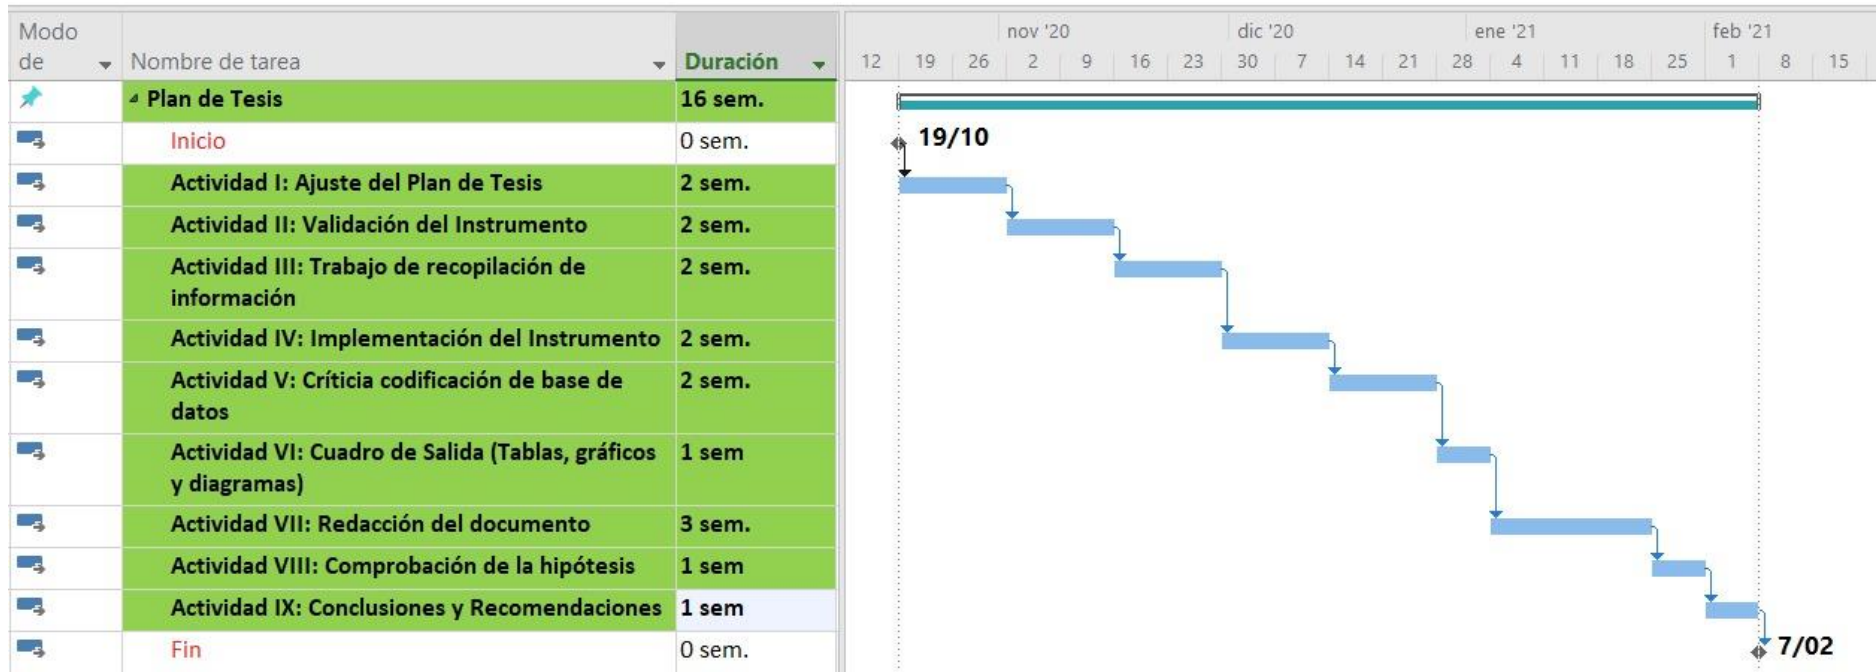 Modo de
Nombre de tarea
Duración
nov '20
dic '20
ene '21
feb '21
12 19 26 2 9 16 23 30 7 14 21 28 4 11 18 25 1 8 15
Plan de Tesis 16 sem.
Inicio 0 sem.
19/10
Actividad I: Ajuste del Plan de Tesis 2 sem.
Actividad II: Validación del Instrumento 2 sem.
Actividad III: Trabajo de recopilación de 2 sem.
información
Actividad IV: Implementación del Instrumento 2 sem.
Actividad V: Críticia codificación de base de 2 sem.
datos
Actividad VI: Cuadro de Salida (Tablas, gráficos 1 sem
y diagramas)
Actividad VII: Redacción del documento 3 sem.
Actividad VIII: Comprobación de la hipótesis 1 sem
Actividad IX: Conclusiones y Recomendaciones 1 sem
Fin 0 sem.
7/02